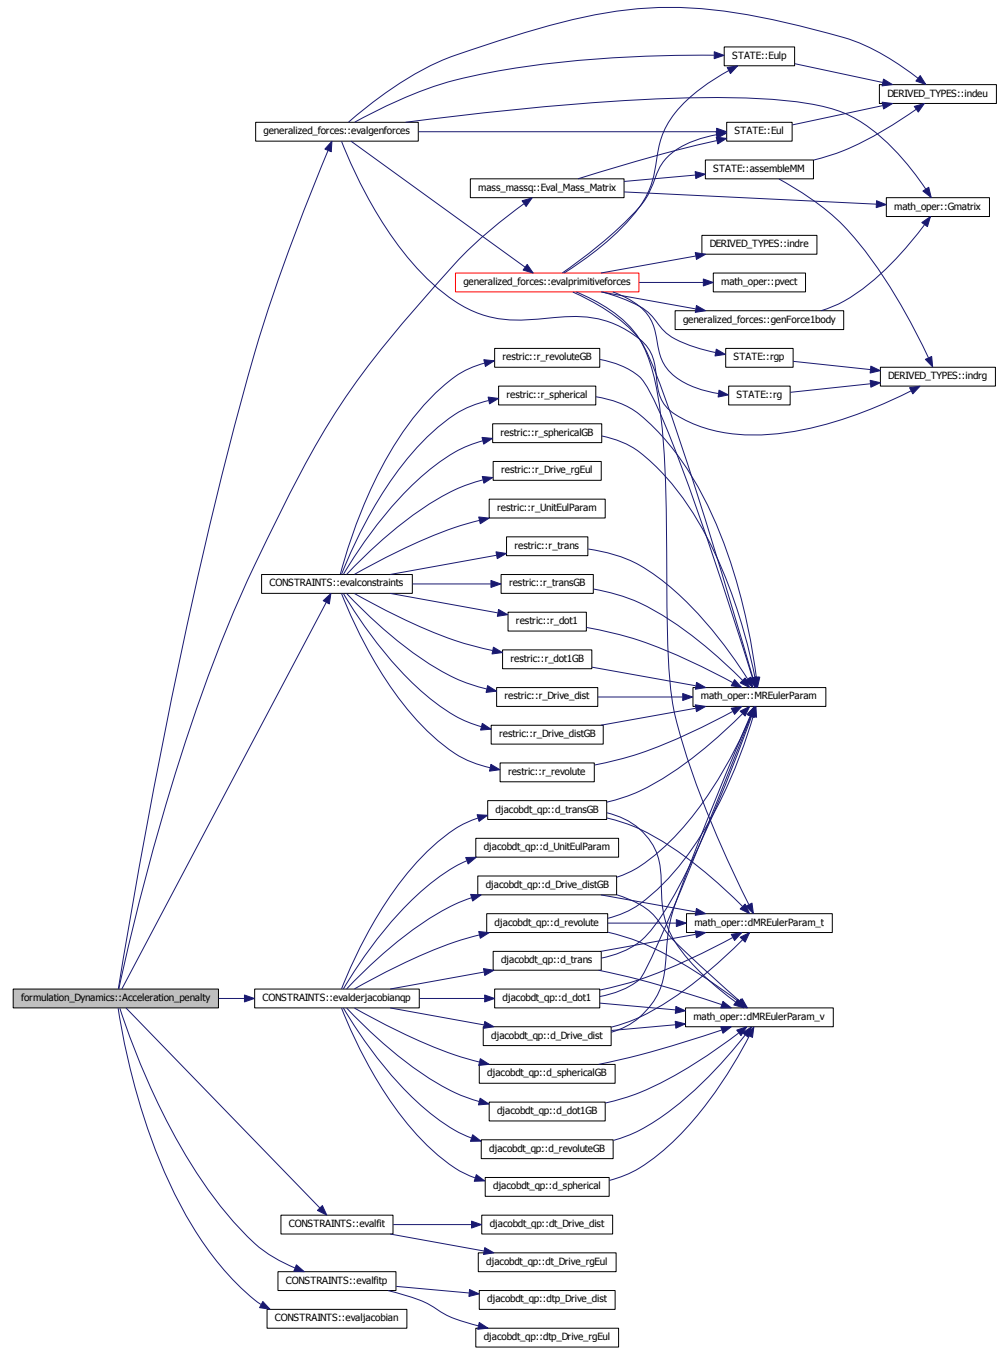 STATE::Eulp
DERIVED_TYPES::indeu
generalized_forces::evalgenforces
STATE::Eul
STATE::assembleMM
mass_massq::Eval_Mass_Matrix
math_oper::Gmatrix
DERIVED_TYPES::indre
generalized_forces::evalprimitiveforces
math_oper::pvect
generalized_forces::genForce1body
restric::r_revoluteGB
STATE::rgp
DERIVED_TYPES::indrg
restric::r_spherical
STATE::rg
restric::r_sphericalGB
restric::r_Drive_rgEul
restric::r_UnitEulParam
restric::r_trans
CONSTRAINTS::evalconstraints
restric::r_transGB
restric::r_dot1
restric::r_dot1GB
restric::r_Drive_dist
math_oper::MREulerParam
restric::r_Drive_distGB
restric::r_revolute
djacobdt_qp::d_transGB
djacobdt_qp::d_UnitEulParam
djacobdt_qp::d_Drive_distGB
djacobdt_qp::d_revolute
math_oper::dMREulerParam_t
djacobdt_qp::d_trans
formulation_Dynamics::Acceleration_penalty
CONSTRAINTS::evalderjacobianqp
djacobdt_qp::d_dot1
math_oper::dMREulerParam_v
djacobdt_qp::d_Drive_dist
djacobdt_qp::d_sphericalGB
djacobdt_qp::d_dot1GB
djacobdt_qp::d_revoluteGB
djacobdt_qp::d_spherical
CONSTRAINTS::evalfit
djacobdt_qp::dt_Drive_dist
djacobdt_qp::dt_Drive_rgEul
CONSTRAINTS::evalfitp
djacobdt_qp::dtp_Drive_dist
CONSTRAINTS::evaljacobian
djacobdt_qp::dtp_Drive_rgEul